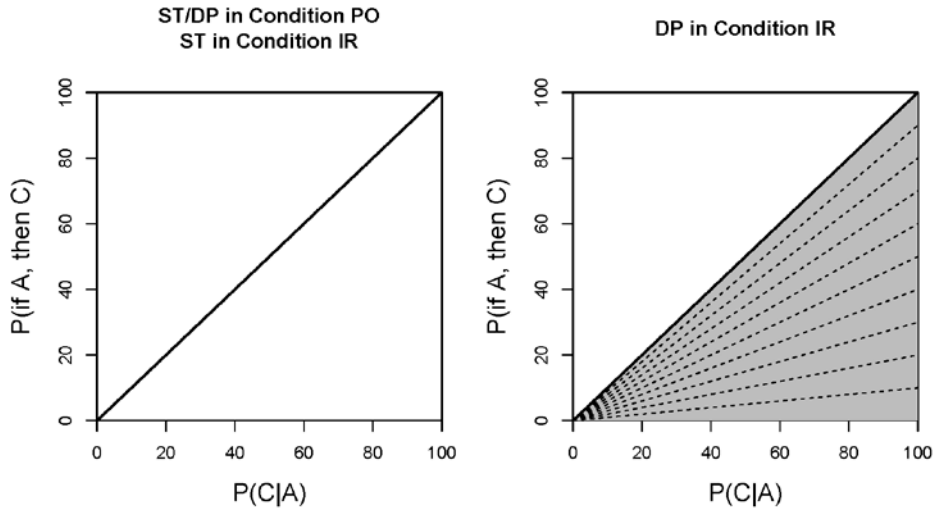 ST/DP in Condition PO
ST in Condition IR
100
80
60
40
20
0
P(if A, then C)
0 20 40 60 80 100
P(C|A)
DP in Condition IR
100
80
60
40
20
0
P(if A, then C)
0 20 40 60 80 100
P(C|A)